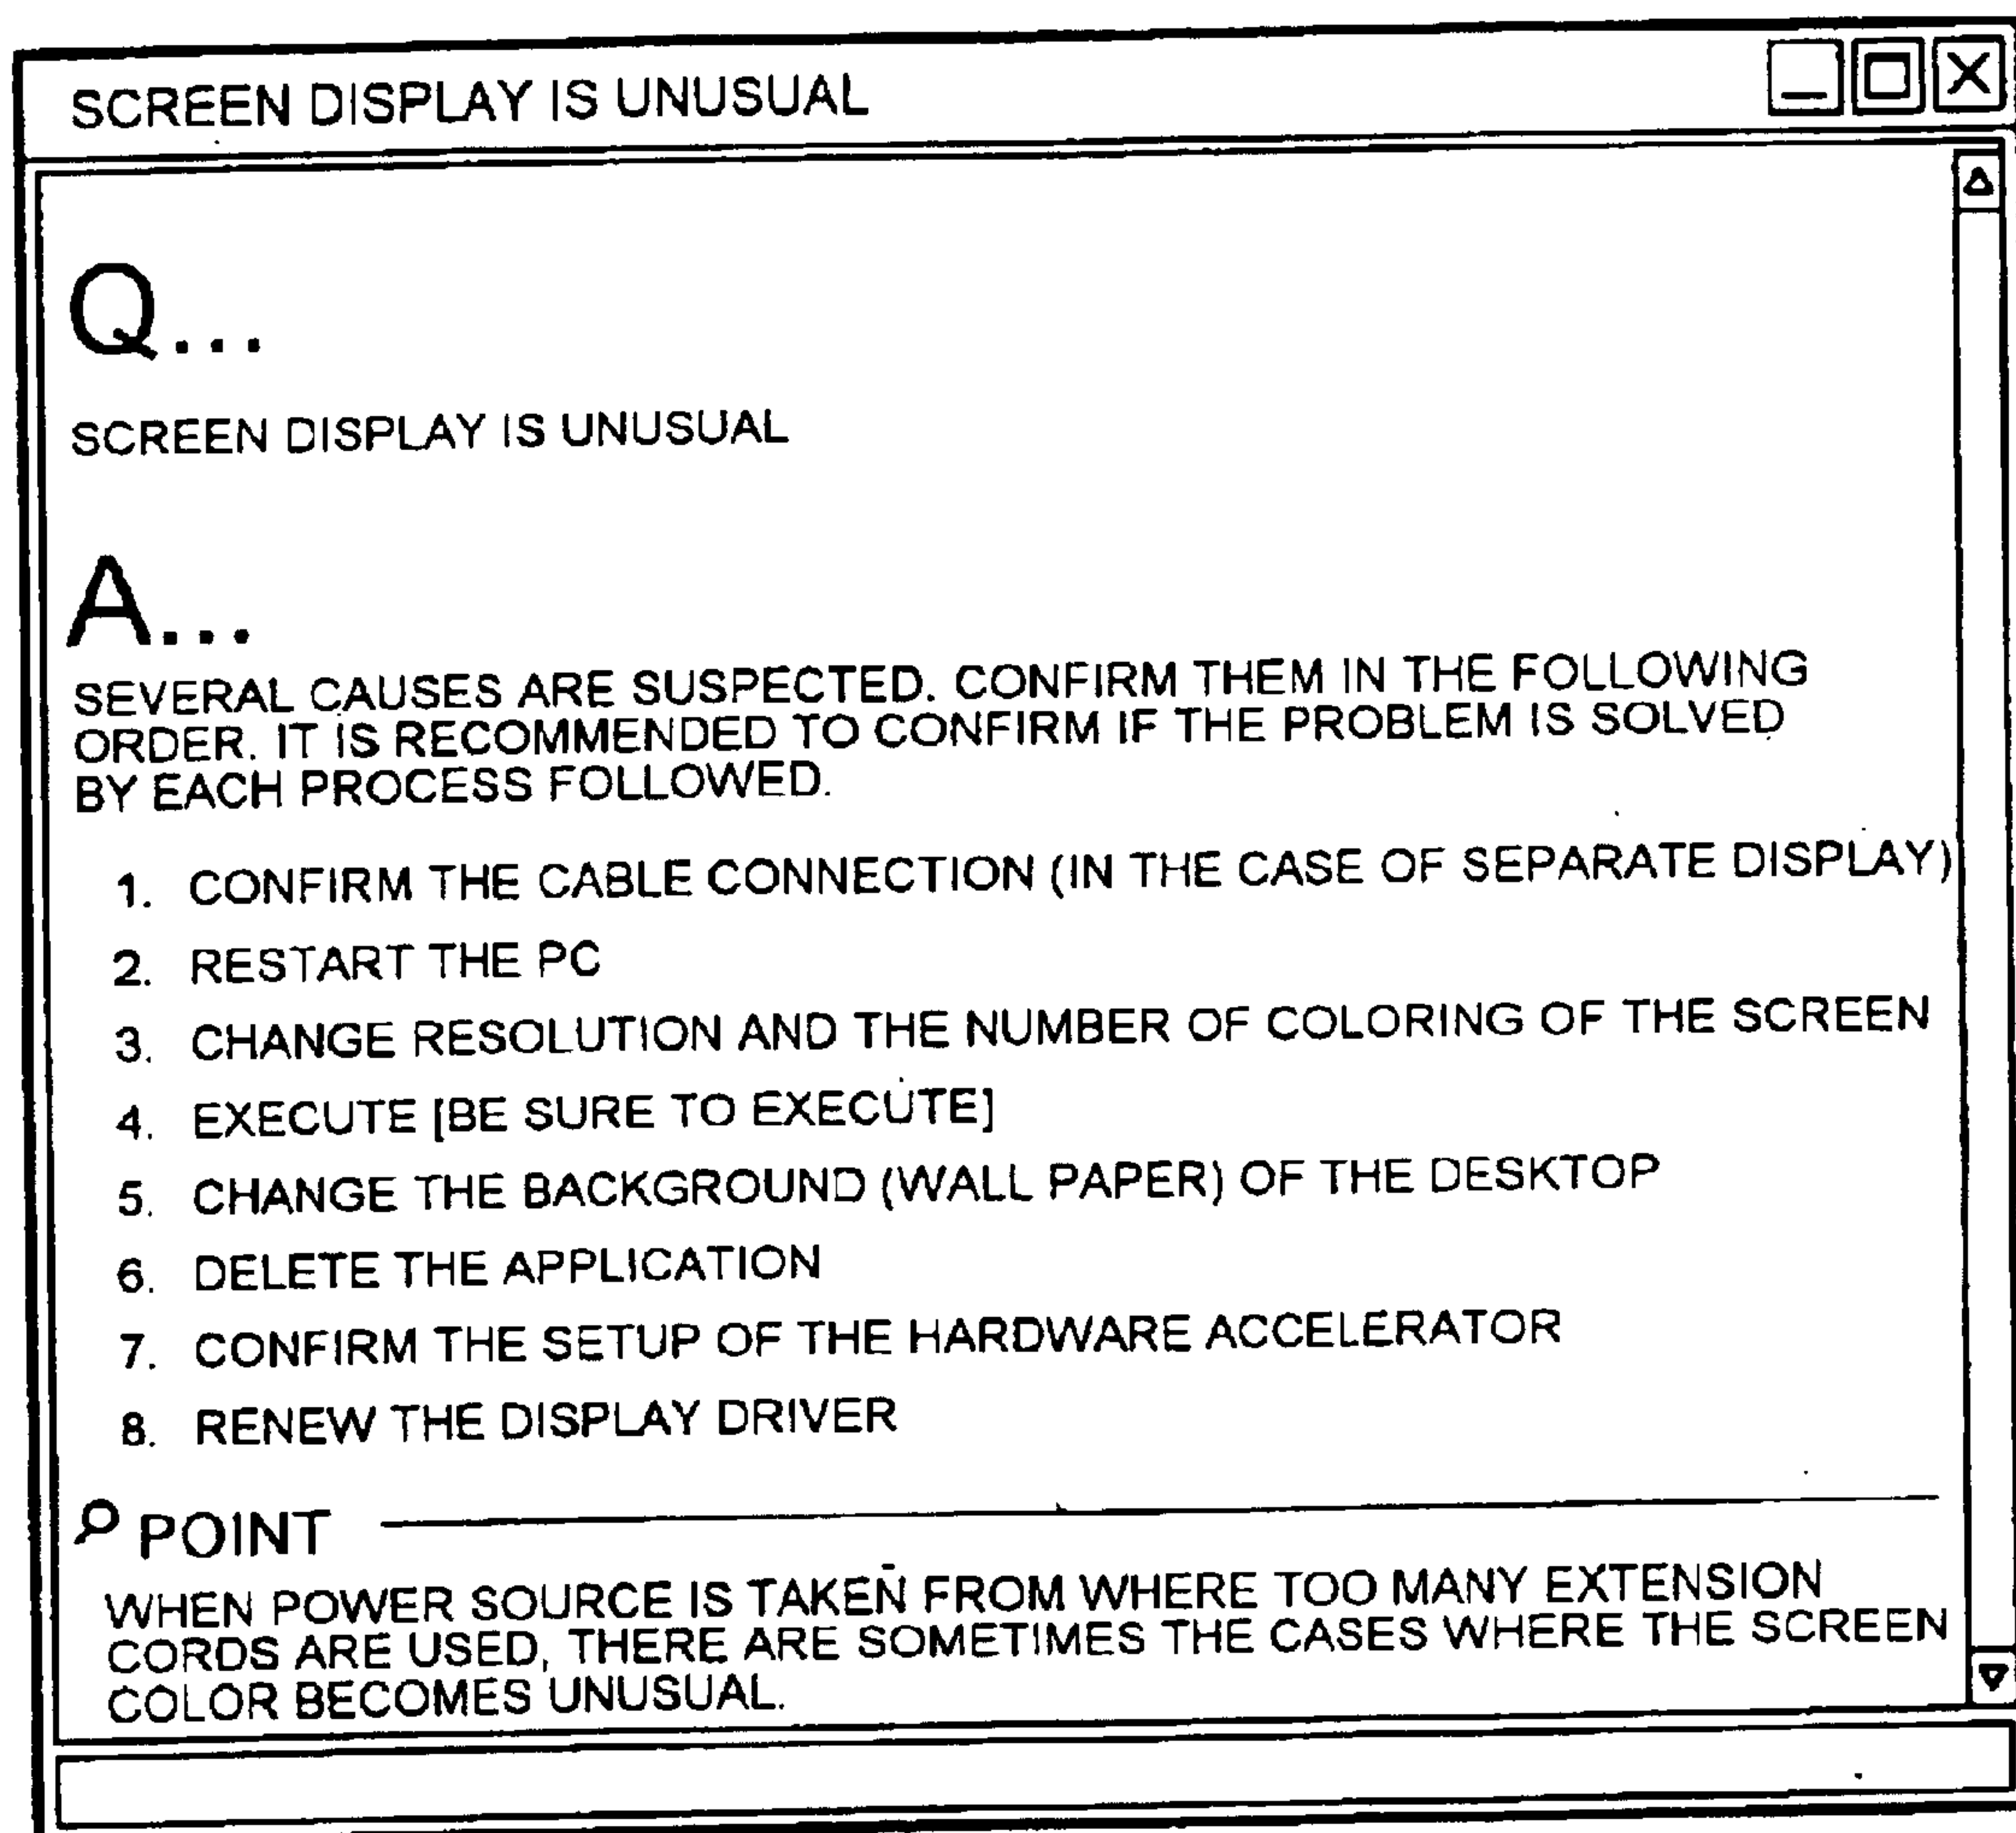 SCREEN DISPLAY IS UNUSUAL
Q...
SCREEN DISPLAY IS UNUSUAL
A...
SEVERAL CAUSES ARE SUSPECTED. CONFIRM THEM IN THE FOLLOWING
ORDER. IT IS RECOMMENDED TO CONFIRM IF THE PROBLEM IS SOLVED
BY EACH PROCESS FOLLOWED.
1. CONFIRM THE CABLE CONNECTION (IN THE CASE OF SEPARATE DISPLAY)
2. RESTART THE PC
3. CHANGE RESOLUTION AND THE NUMBER OF COLORING OF THE SCREEN
4. EXECUTE [BE SURE TO EXECUTE]
5. CHANGE THE BACKGROUND (WALL PAPER) OF THE DESKTOP
6. DELETE THE APPLICATION
7. CONFIRM THE SETUP OF THE HARDWARE ACCELERATOR
8. RENEW THE DISPLAY DRIVER
POINT
WHEN POWER SOURCE IS TAKEN FROM WHERE TOO MANY EXTENSION
CORDS ARE USED, THERE ARE SOMETIMES THE CASES WHERE THE SCREEN
COLOR BECOMES UNUSUAL.